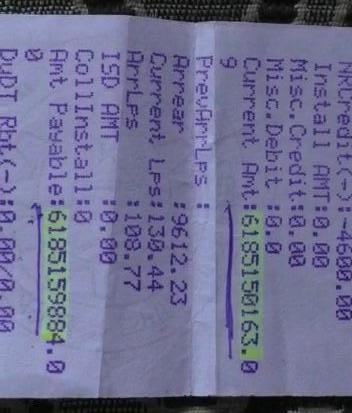 NNCredit(-):-4600.00
Install AMT:0.00
Misc.Credit:0.00
Misc.Debit:0.0
Current Amt:6185150163.0
9
PrevArrLPs :
Arrear :9612.23
Current LPS:130.44
ArrLPS :108.77
ISD AMT :0.00
CollInstall:0
Amt Payable:6185159884.0
0
DwDT Rbt(-):0.00/0.00